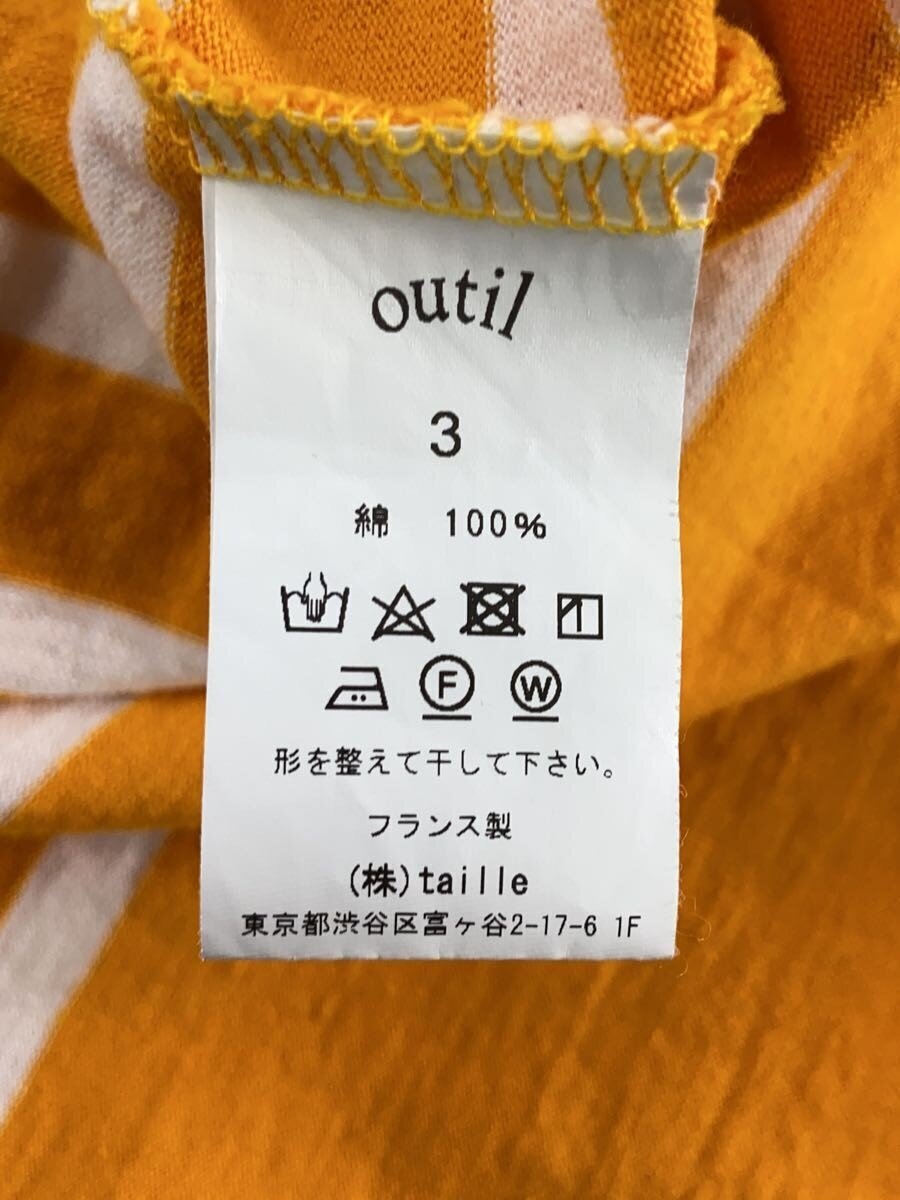 outil
3
綿 100%
F W
形を整えて干して下さい。
フランス製
(株)taille
東京都渋谷区富ヶ谷2-17-6 1F